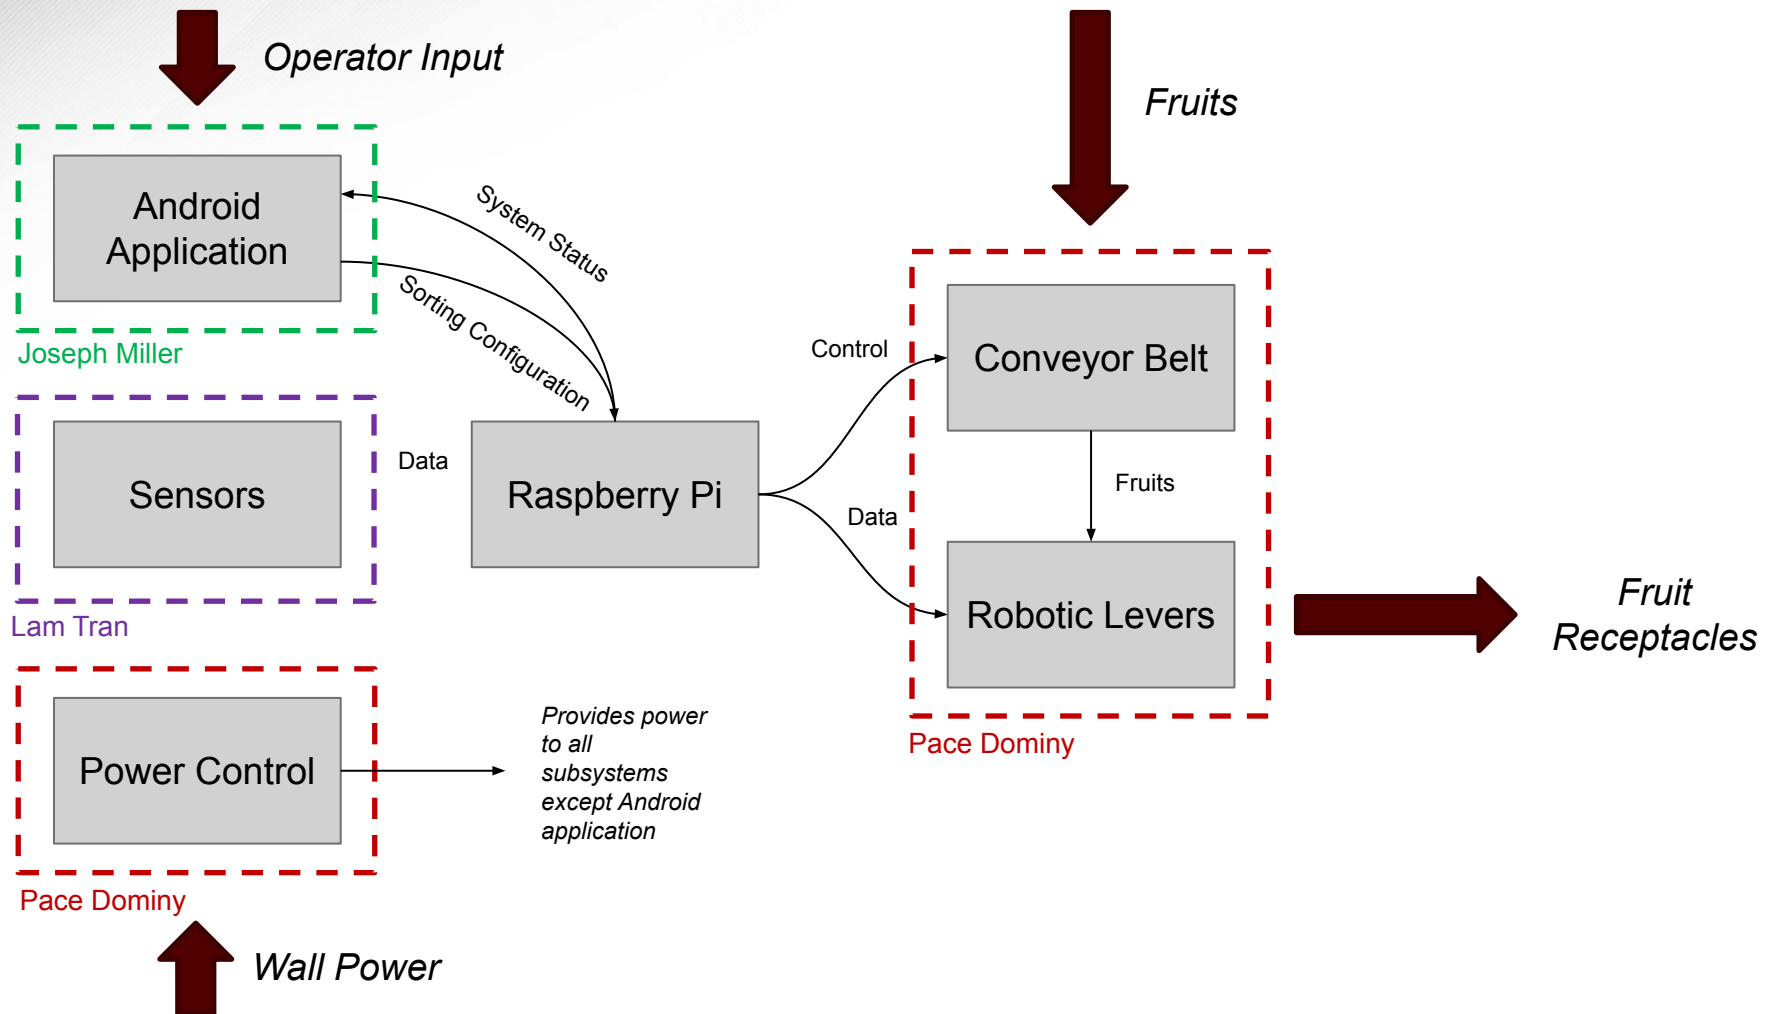 Operator Input
Fruits
Android
Application
System Status
Sorting Configuration
Joseph Miller
Control
Conveyor Belt
Sensors
Data
Raspberry Pi
Fruits
Data
Robotic Levers
Fruit
Receptacles
Lam Tran
Power Control
Provides power
to all
subsystems
except Android
application
Pace Dominy
Pace Dominy
Wall Power